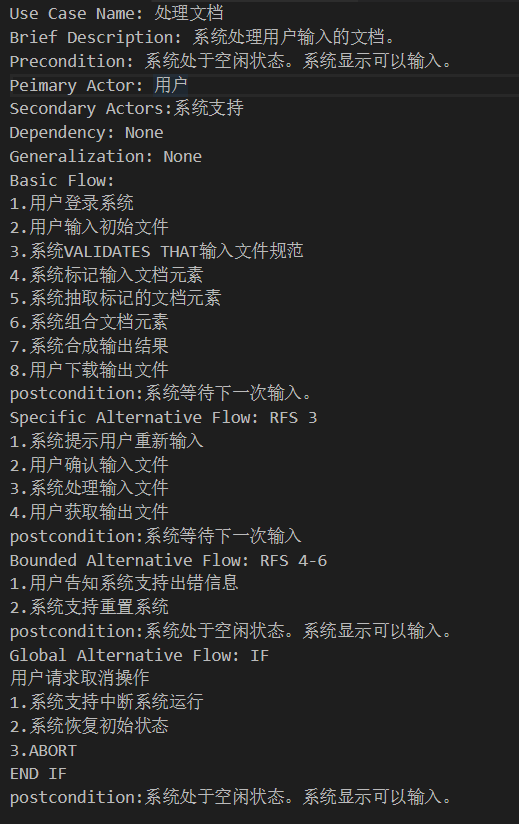 Use Case Name: 处理文档
Brief Description: 系统处理用户输入的文档。
Precondition: 系统处于空闲状态。系统显示可以输入。
Peimary Actor: 用户
Secondary Actors:系统支持
Dependency: None
Generalization: None
Basic Flow:
1.用户登录系统
2.用户输入初始文件
3.系统VALIDATES THAT输入文件规范
4.系统标记输入文档元素
5.系统抽取标记的文档元素
6.系统组合文档元素
7.系统合成输出结果
8.用户下载输出文件
postcondition:系统等待下一次输入。
Specific Alternative Flow: RFS 3
1.系统提示用户重新输入
2.用户确认输入文件
3.系统处理输入文件
4.用户获取输出文件
postcondition:系统等待下一次输入
Bounded Alternative Flow: RFS 4-6
1.用户告知系统支持出错信息
2.系统支持重置系统
postcondition:系统处于空闲状态。系统显示可以输入。
Global Alternative Flow: IF
用户请求取消操作
1.系统支持中断系统运行
2.系统恢复初始状态
3.ABORT
END IF
postcondition:系统处于空闲状态。系统显示可以输入。